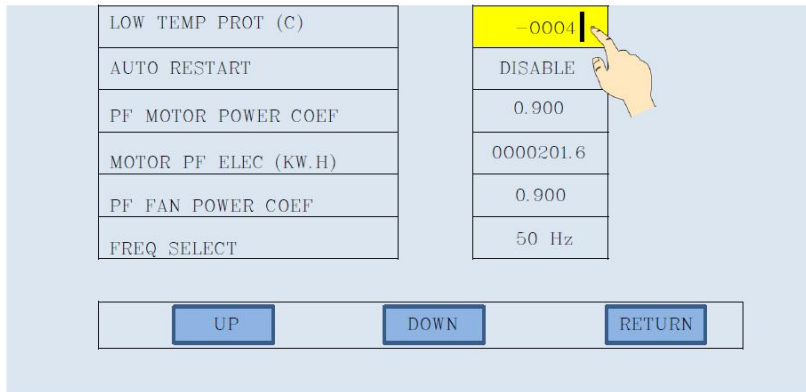 LOW TEMP PROT (C) -0004
AUTO RESTART DISABLE
PF MOTOR POWER COEF 0.900
MOTOR PF ELEC (KW.H) 0000201.6
PF FAN POWER COEF 0.900
FREQ SELECT 50 Hz
UP DOWN RETURN